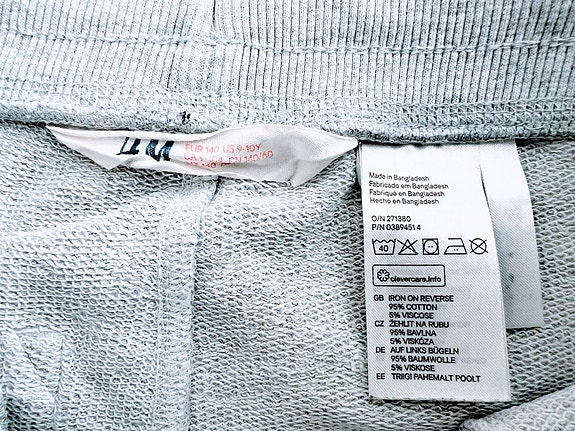 EUR 140 US 9-10Y
Made in Bangladesh
Fabricado em Bangladesh
Fabriqué en Bangladesh
Hecho en Bangladesh
O/N 271380
P/N 03894514
40
clevercare.info
GB IRON ON REVERSE
95% COTTON
5% VISCOSE
CZ ŽEHLIT NA RUBU
95% BAVLNA
5% VISKÓZA
DE AUF LINKS BÜGELN
95% BAUMWOLLE
5% VISKOSE
EE TRIIGI PAHEMALT POOLT